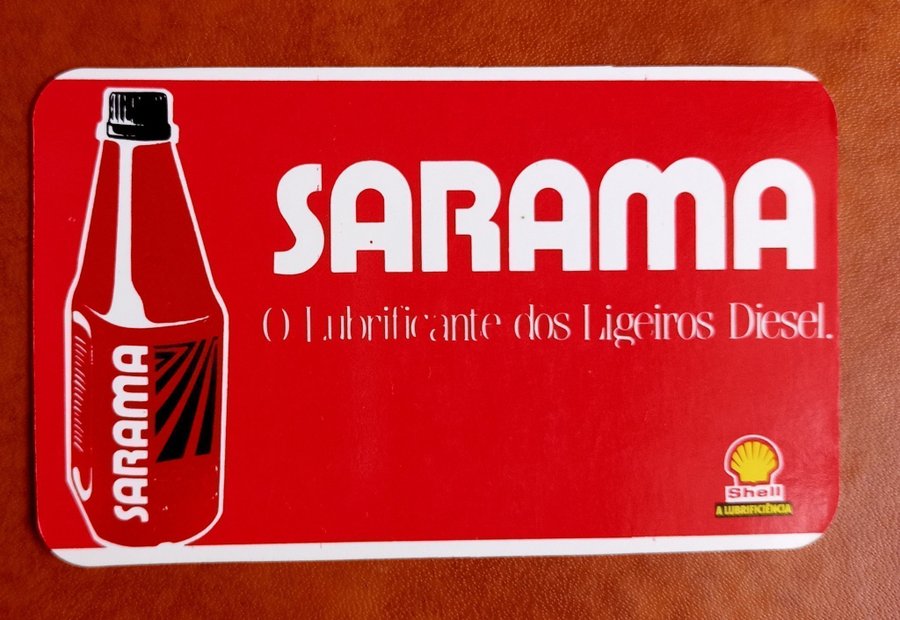 SARAMA
O Lubrificante dos Ligeiros Diesel.
SARAMA
Shell
A LUBRIFICIÊNCIA